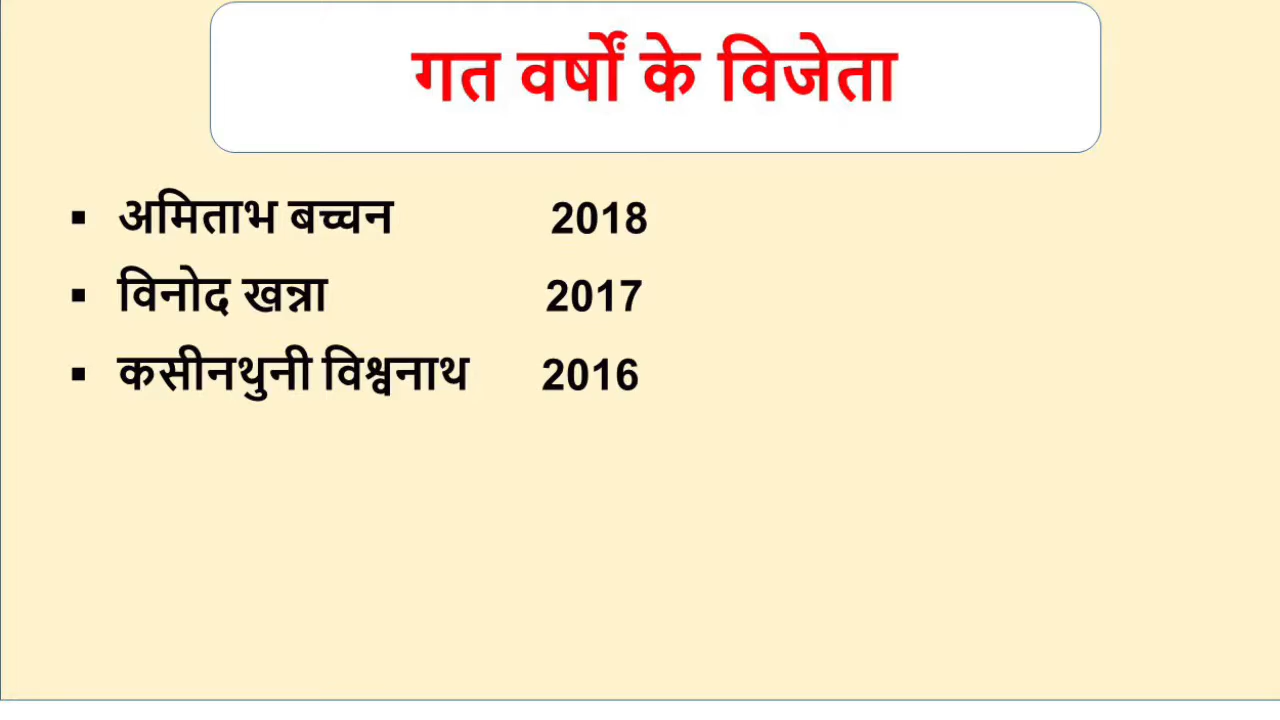 गत वर्षों के विजेता
▪ अमिताभ बच्चन 2018
▪ विनोद खन्ना 2017
▪ कसीनथुनी विश्वनाथ 2016